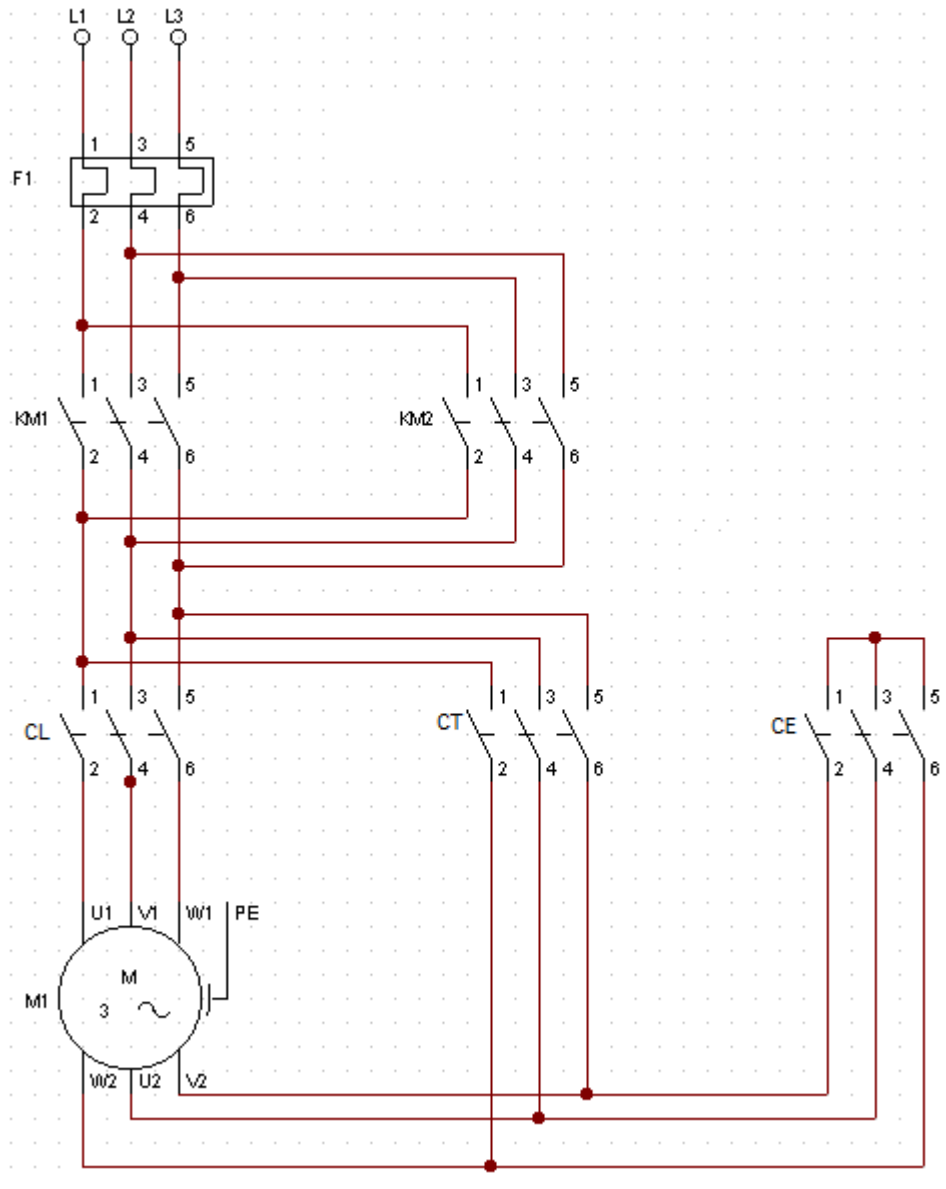 L1 L2 L3
1 3 5
F1
2 4 6
1 3 5 1 3 5
KM1 KM2
2 4 6 2 4 6
1 3 5 1 3 5 1 3 5
CL CT CE
2 4 6 2 4 6 2 4 6
U1 V1 W1 PE
M
M1 3
W2 U2 V2